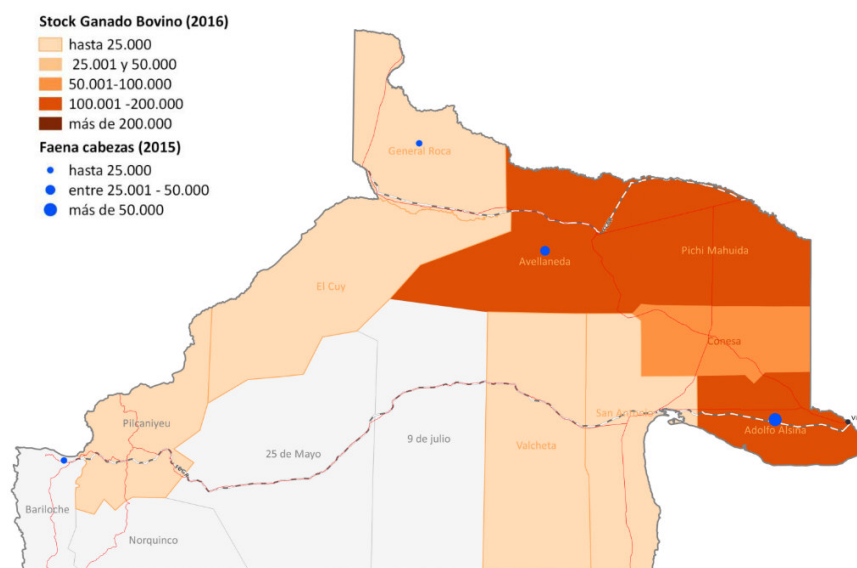 Stock Ganado Bovino (2016)
hasta 25.000
25.001 y 50.000
50.001-100.000
100.001 -200.000
más de 200.000
Faena cabezas (2015)
hasta 25.000
entre 25.001 - 50.000
más de 50.000
General Roca
Avellaneda
Pichi Mahuida
El Cuy
Conesa
Pilcaniyeu
San Antonio
Adolfo Alsina
9 de julio
Valcheta
25 de Mayo
Bariloche
Norquinco